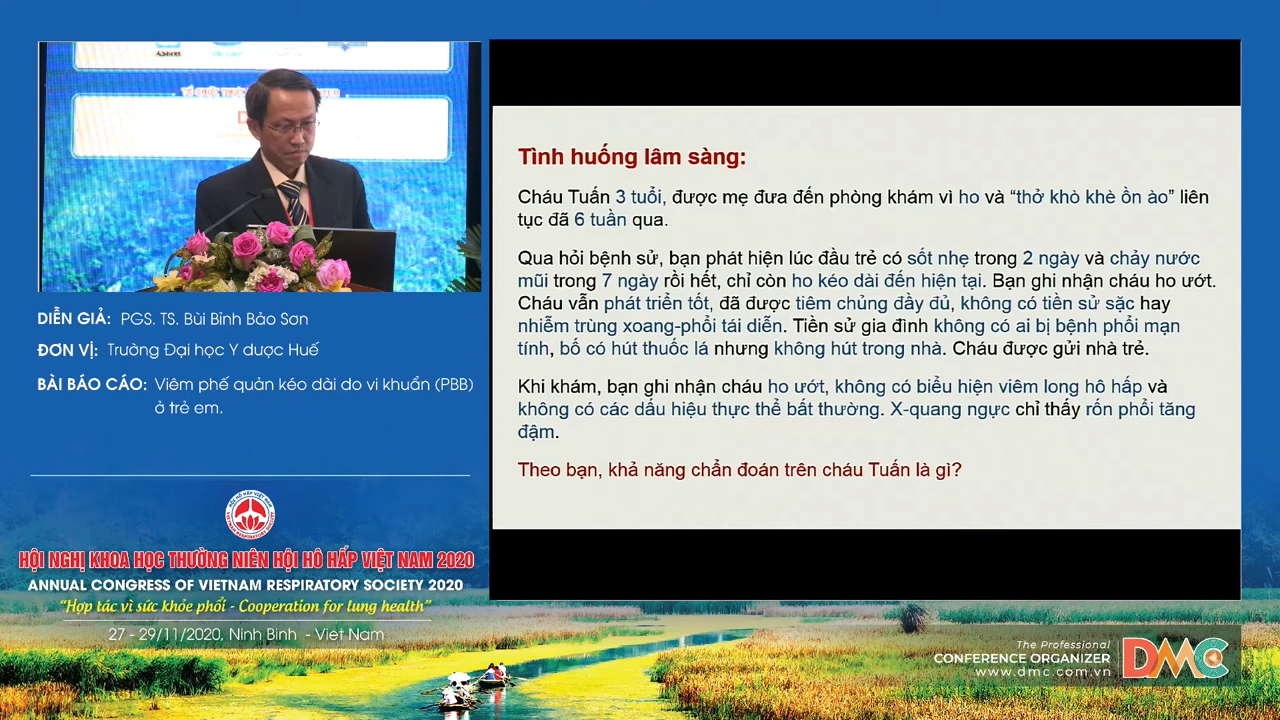 DIỄN GIẢ: PGS. TS. Bùi Bỉnh Bảo Sơn
ĐƠN VỊ: Trường Đại học Y dược Huế
BÀI BÁO CÁO: Viêm phế quản kéo dài do vi khuẩn (PBB)
ở trẻ em.
HỘI NGHỊ KHOA HỌC THƯỜNG NIÊN HỘI HÔ HẤP VIỆT NAM 2020
ANNUAL CONGRESS OF VIETNAM RESPIRATORY SOCIETY 2020
“Hợp tác vì sức khỏe phổi - Cooperation for lung health”
27 - 29/11/2020, Ninh Bình - Việt Nam
Tình huống lâm sàng:
Cháu Tuấn 3 tuổi, được mẹ đưa đến phòng khám vì ho và “thở khò khè ồn ào” liên
tục đã 6 tuần qua.
Qua hỏi bệnh sử, bạn phát hiện lúc đầu trẻ có sốt nhẹ trong 2 ngày và chảy nước
mũi trong 7 ngày rồi hết, chỉ còn ho kéo dài đến hiện tại. Bạn ghi nhận cháu ho ướt.
Cháu vẫn phát triển tốt, đã được tiêm chủng đầy đủ, không có tiền sử sặc hay
nhiễm trùng xoang-phổi tái diễn. Tiền sử gia đình không có ai bị bệnh phổi mạn
tính, bố có hút thuốc lá nhưng không hút trong nhà. Cháu được gửi nhà trẻ.
Khi khám, bạn ghi nhận cháu ho ướt, không có biểu hiện viêm long hô hấp và
không có các dấu hiệu thực thể bất thường. X-quang ngực chỉ thấy rốn phổi tăng
đậm.
Theo bạn, khả năng chẩn đoán trên cháu Tuấn là gì?
The Professional
CONFERENCE ORGANIZER
www.dmc.com.vn
DMC